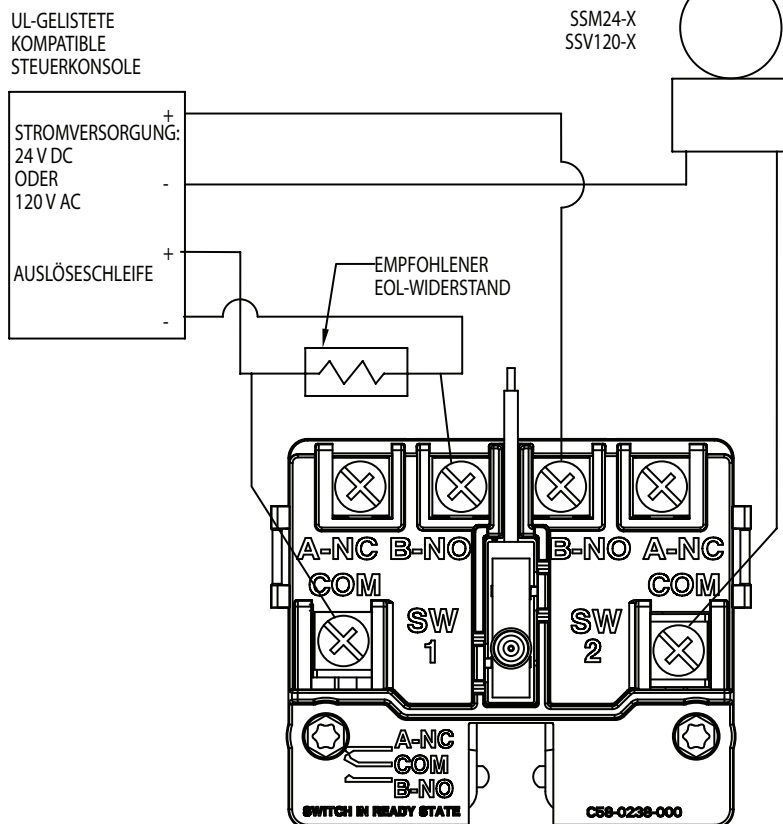 UL-GELISTETE
KOMPATIBLE
STEUERKONSOLE
SSM24-X
SSV120-X
+
STROMVERSORGUNG:
24 V DC
ODER
120 V AC
-
+
AUSLÖSESCHLEIFE
-
EMPFOHLENER
EOL-WIDERSTAND
A-NC B-NO B-NO A-NC
COM COM
SW
1
SW
2
A-NC
COM
B-NO
SWITCH IN READY STATE
C58-0238-000